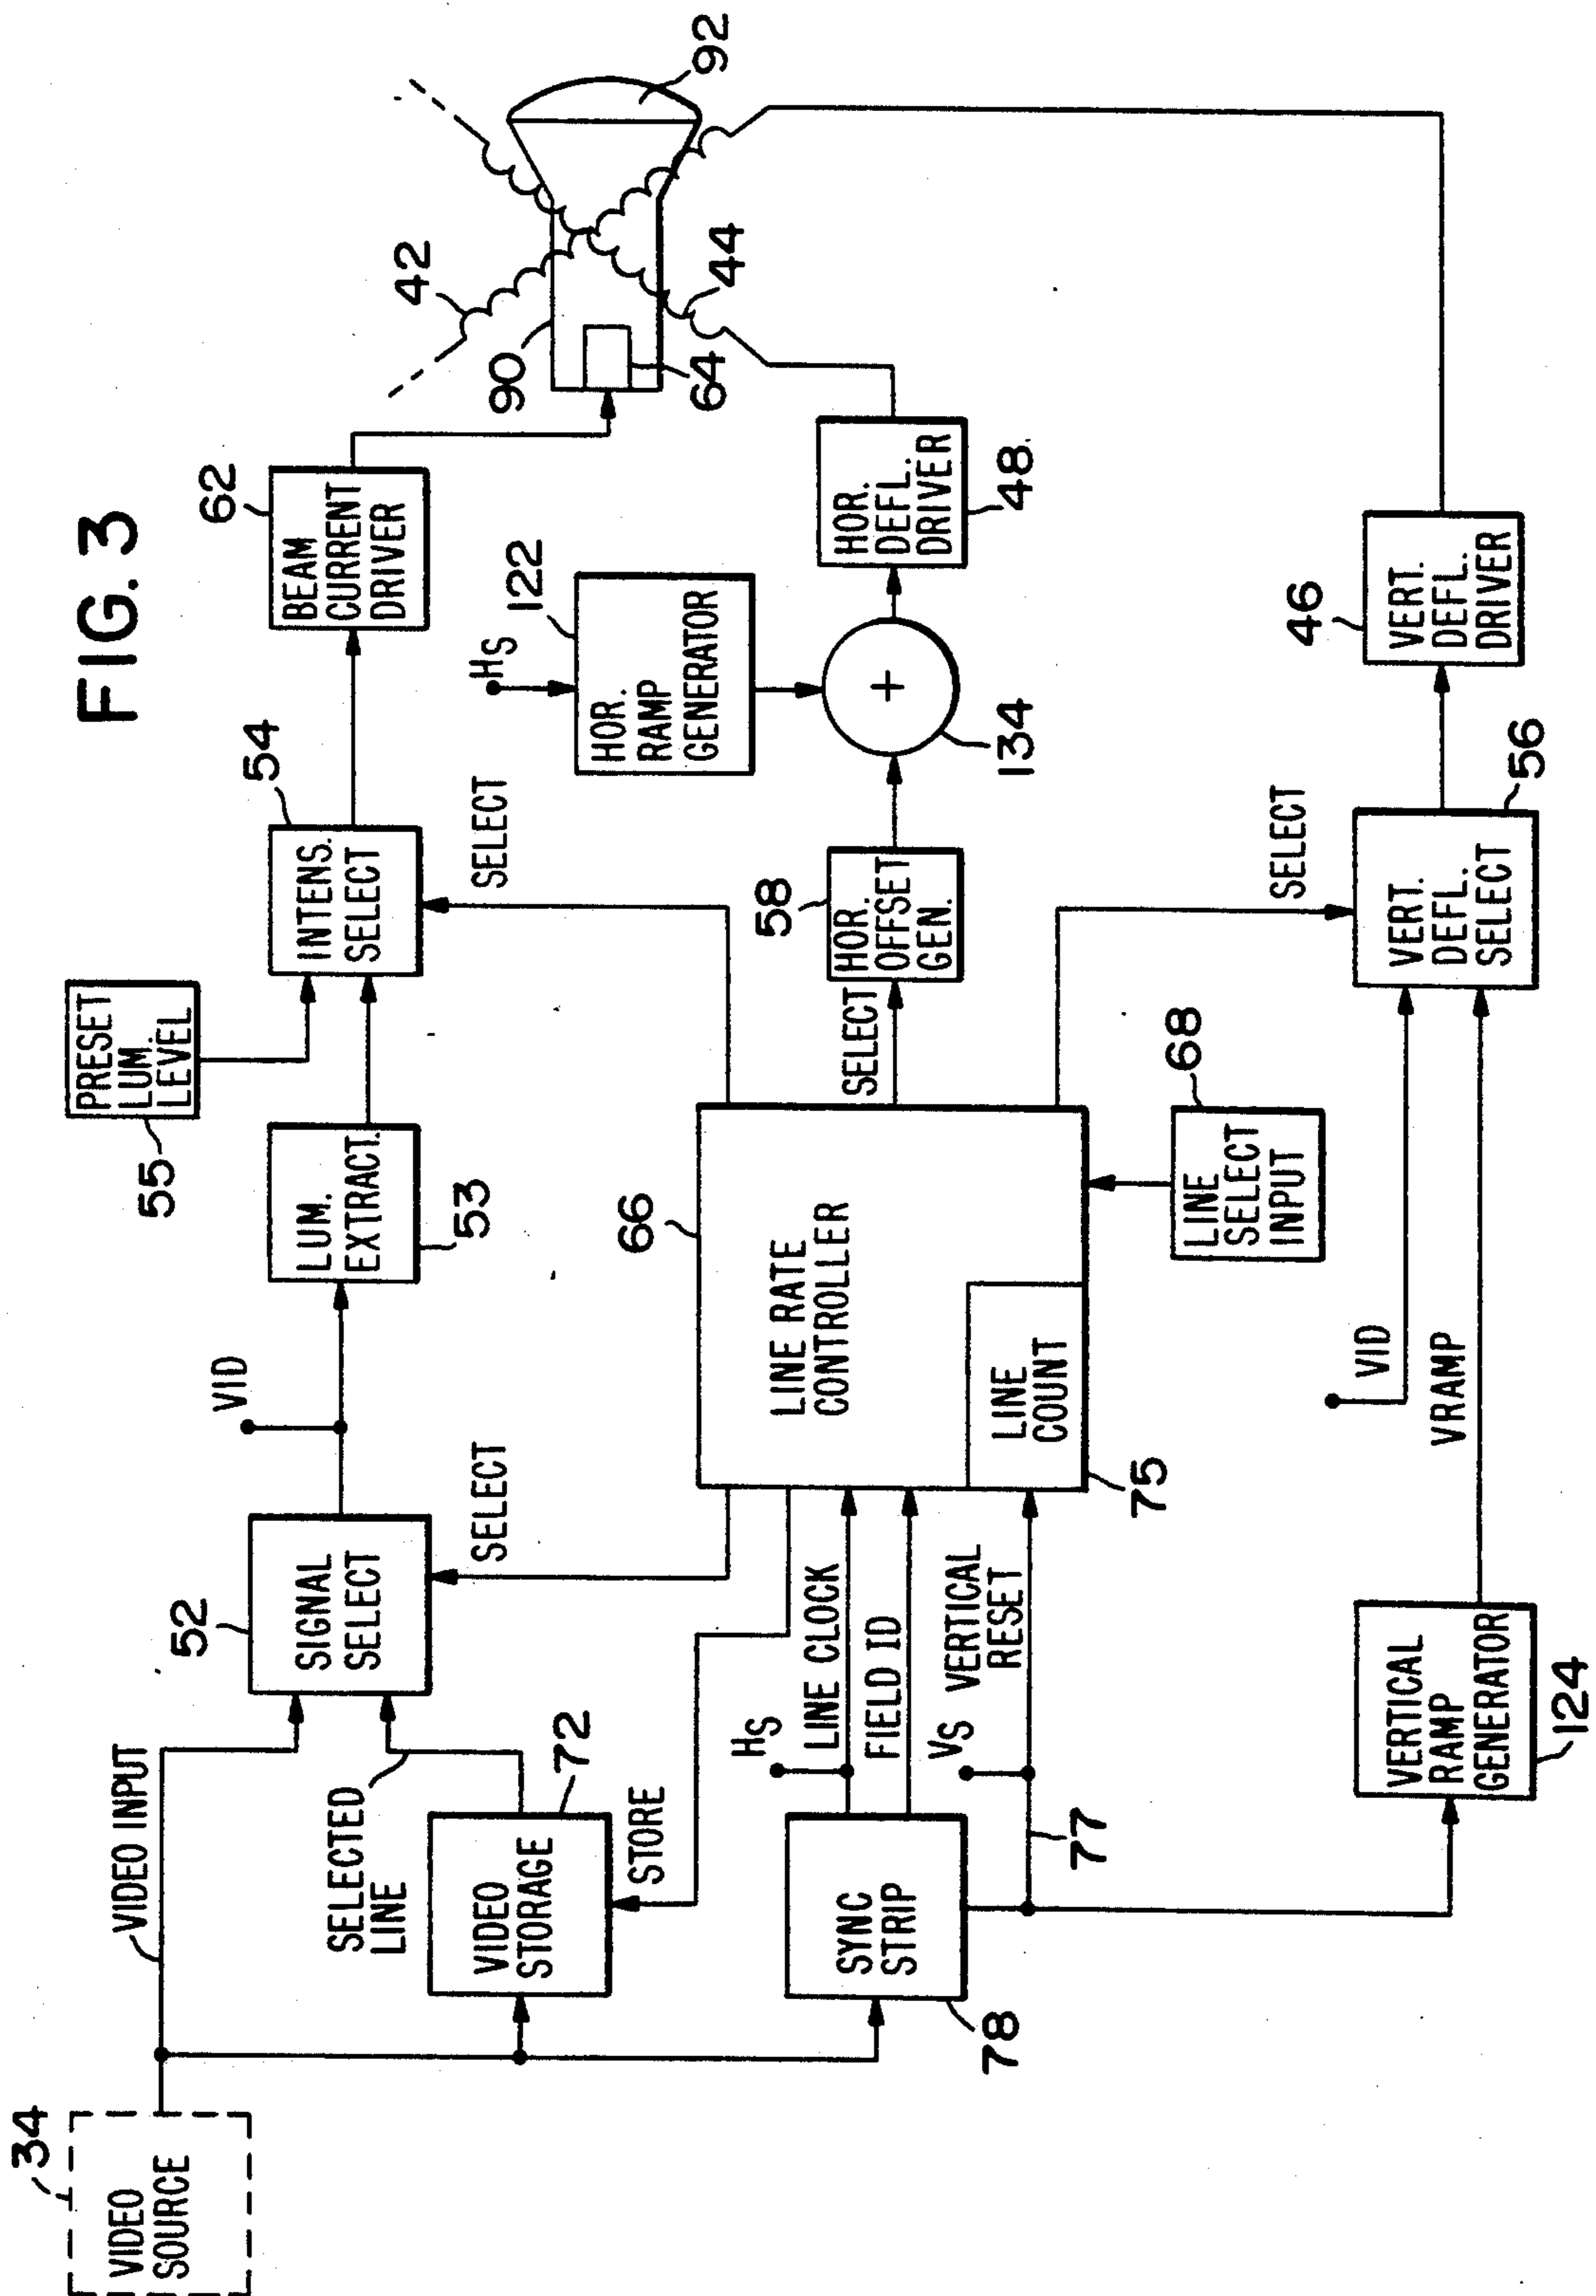 FIG. 3
34
VIDEO
SOURCE
VIDEO INPUT
52
SIGNAL
SELECT
VID
LUM.
EXTRACT.
53
PRESET
LUM.
LEVEL
55
54
INTENS.
SELECT
62
BEAM
CURRENT
DRIVER
SELECTED
LINE
VIDEO
STORAGE
72
STORE
SELECT
SELECT
HS
122
HOR.
RAMP
GENERATOR
42
90
64
44
92
66
LINE RATE
CONTROLLER
LINE
COUNT
75
SELECT
58
HOR.
OFFSET
GEN.
+
134
HOR.
DEFL.
DRIVER
48
SYNC
STRIP
78
HS
LINE CLOCK
FIELD ID
VS
VERTICAL
RESET
77
LINE
SELECT
INPUT
68
SELECT
VID
VRAMP
VERTICAL
RAMP
GENERATOR
124
VERT.
DEFL.
SELECT
56
46
VERT.
DEFL.
DRIVER